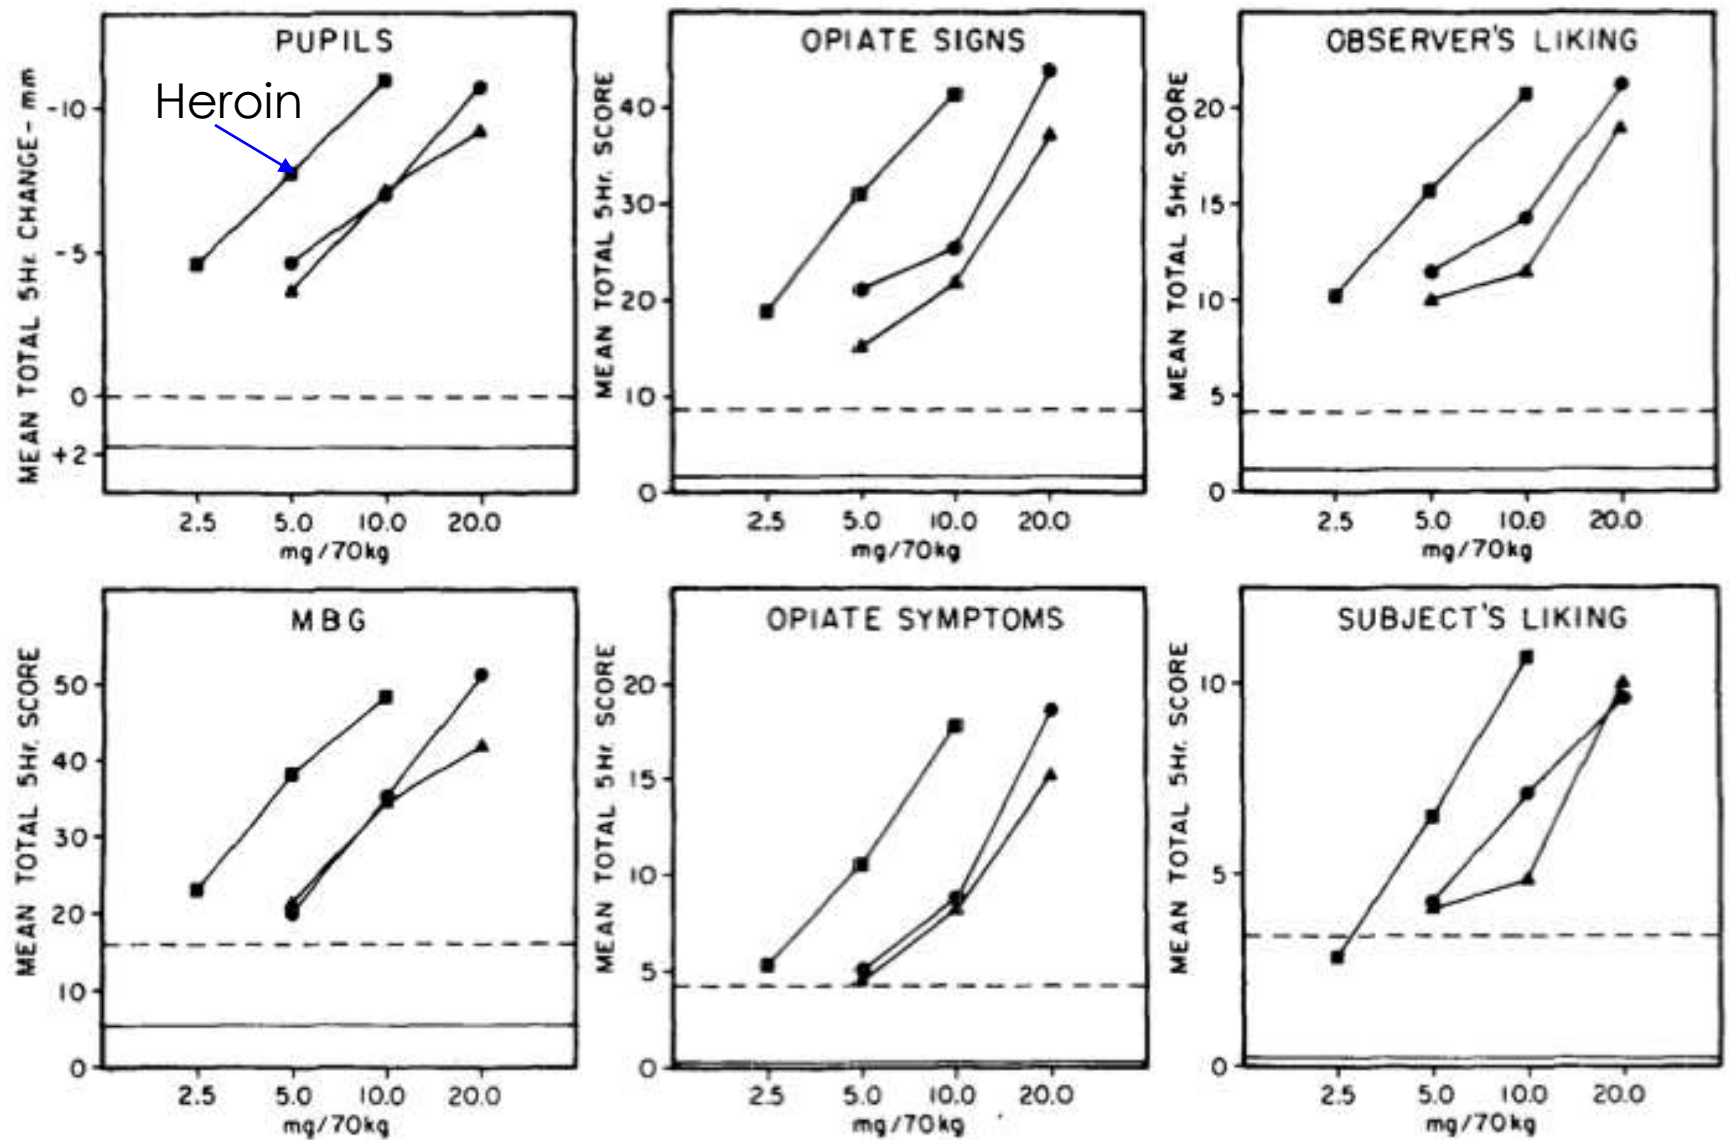 PUPILS
Heroin
MEAN TOTAL 5Hr. CHANGE - mm
-10
-5
0
+2
2.5 5.0 10.0 20.0
mg/70kg
OPIATE SIGNS
MEAN TOTAL 5Hr. SCORE
40
30
20
10
0
2.5 5.0 10.0 20.0
mg/70kg
OBSERVER'S LIKING
MEAN TOTAL 5Hr. SCORE
20
15
10
5
0
2.5 5.0 10.0 20.0
mg/70kg
MBG
MEAN TOTAL 5Hr. SCORE
50
40
30
20
10
0
2.5 5.0 10.0 20.0
mg/70kg
OPIATE SYMPTOMS
MEAN TOTAL 5Hr. SCORE
20
15
10
5
0
2.5 5.0 10.0 20.0
mg/70kg
SUBJECT'S LIKING
MEAN TOTAL 5Hr. SCORE
10
5
0
2.5 5.0 10.0 20.0
mg/70kg